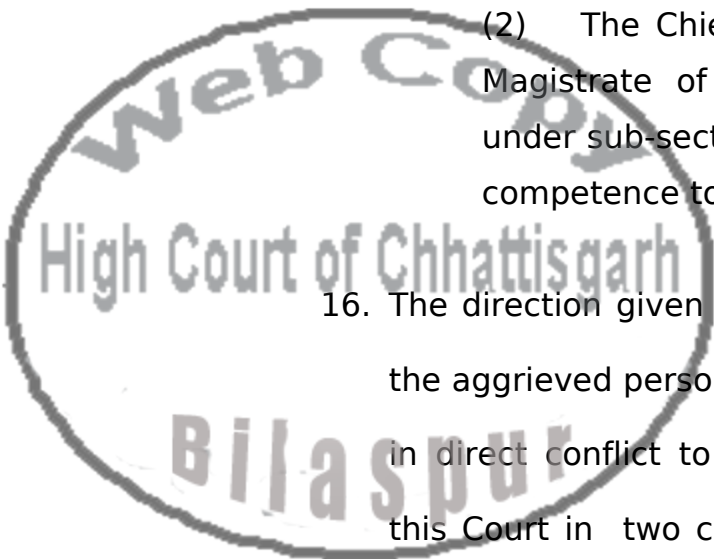 (2) The Chie
Web Copy
Magistrate of
under sub-sect
competence to
High Court of Chhattisgarh
16. The direction given
the aggrieved perso
Bilaspur
in direct conflict to
this Court in two c